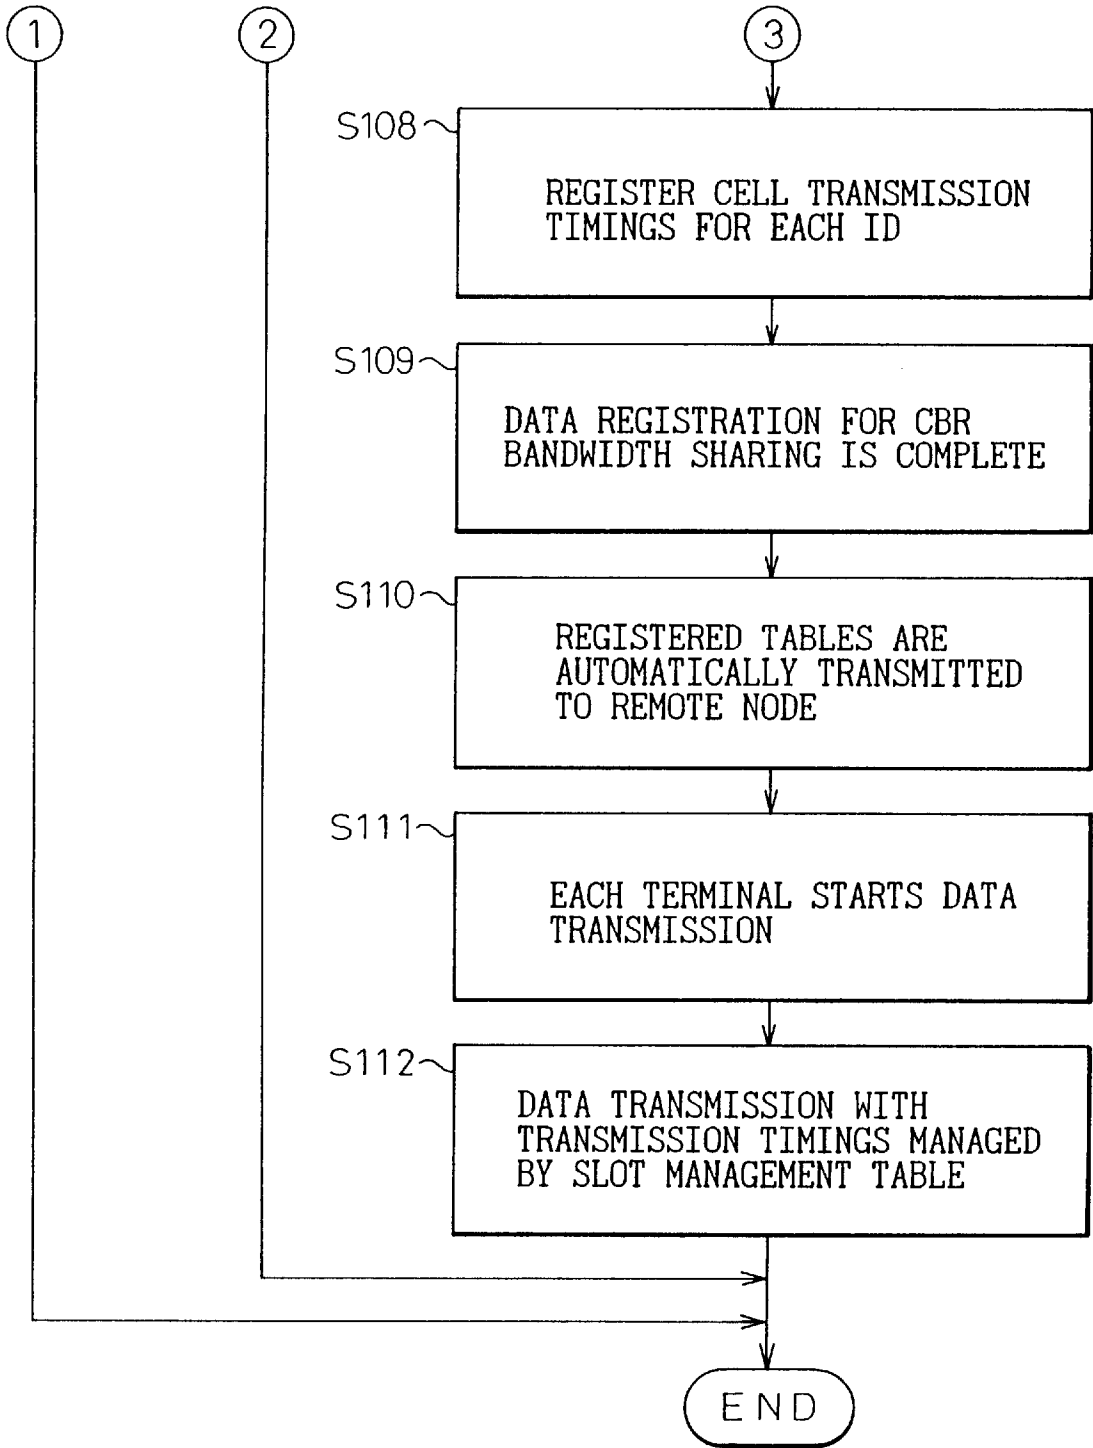 1
2
3
S108
REGISTER CELL TRANSMISSION
TIMINGS FOR EACH ID
S109
DATA REGISTRATION FOR CBR
BANDWIDTH SHARING IS COMPLETE
S110
REGISTERED TABLES ARE
AUTOMATICALLY TRANSMITTED
TO REMOTE NODE
S111
EACH TERMINAL STARTS DATA
TRANSMISSION
S112
DATA TRANSMISSION WITH
TRANSMISSION TIMINGS MANAGED
BY SLOT MANAGEMENT TABLE
END